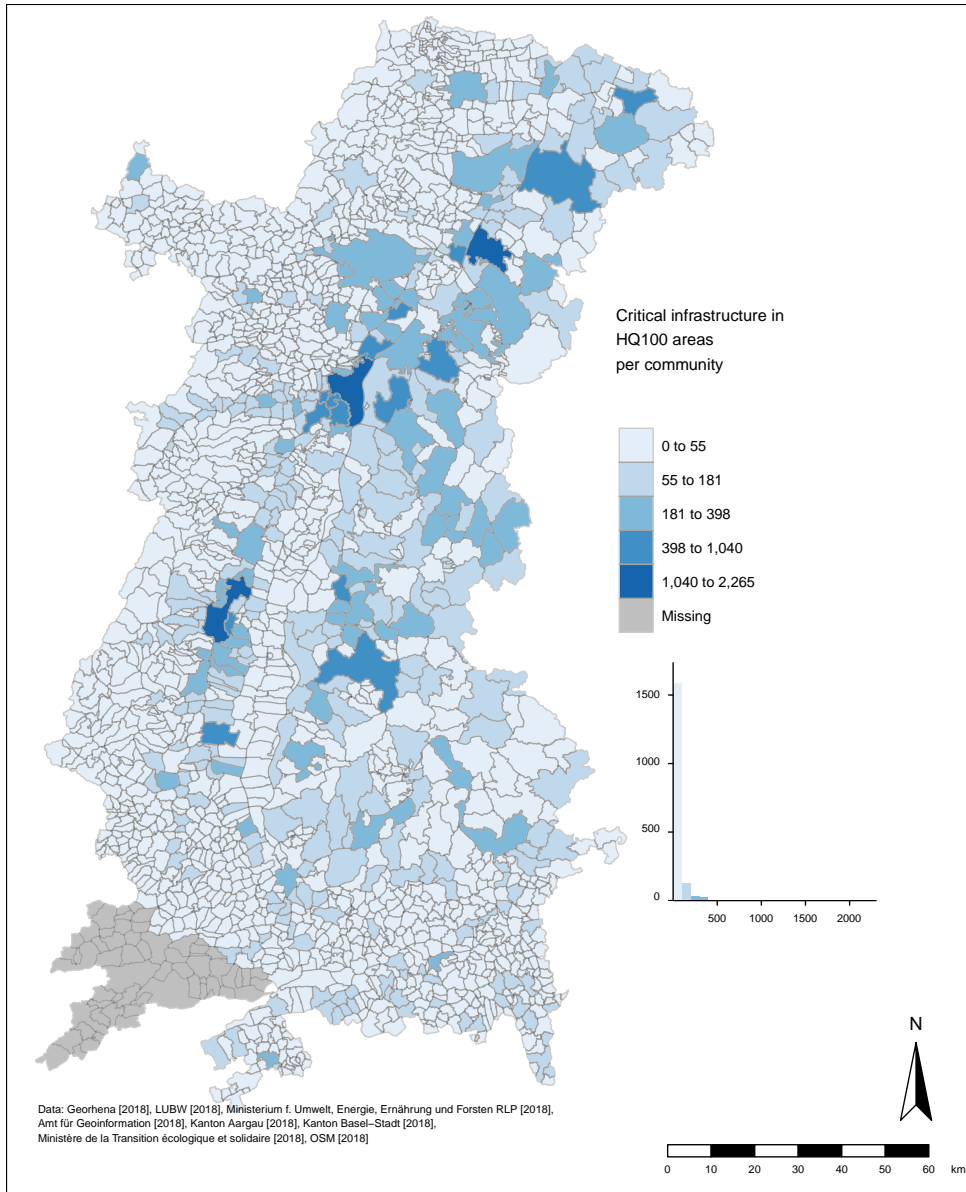 Critical infrastructure in
HQ100 areas
per community
0 to 55
55 to 181
181 to 398
398 to 1,040
1,040 to 2,265
Missing
1500
1000
500
0
500 1000 1500 2000
N
Data: Georhena [2018], LUBW [2018], Ministerium f. Umwelt, Energie, Ernährung und Forsten RLP [2018],
Amt für Geoinformation [2018], Kanton Aargau [2018], Kanton Basel–Stadt [2018],
Ministère de la Transition écologique et solidaire [2018], OSM [2018]
0 10 20 30 40 50 60 km